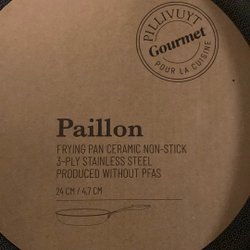 PILLIVUYT
Gourmet
POUR LA CUISINE
Paillon
FRYING PAN CERAMIC NON-STICK
3-PLY STAINLESS STEEL
PRODUCED WITHOUT PFAS
24 CM / 4,7 CM